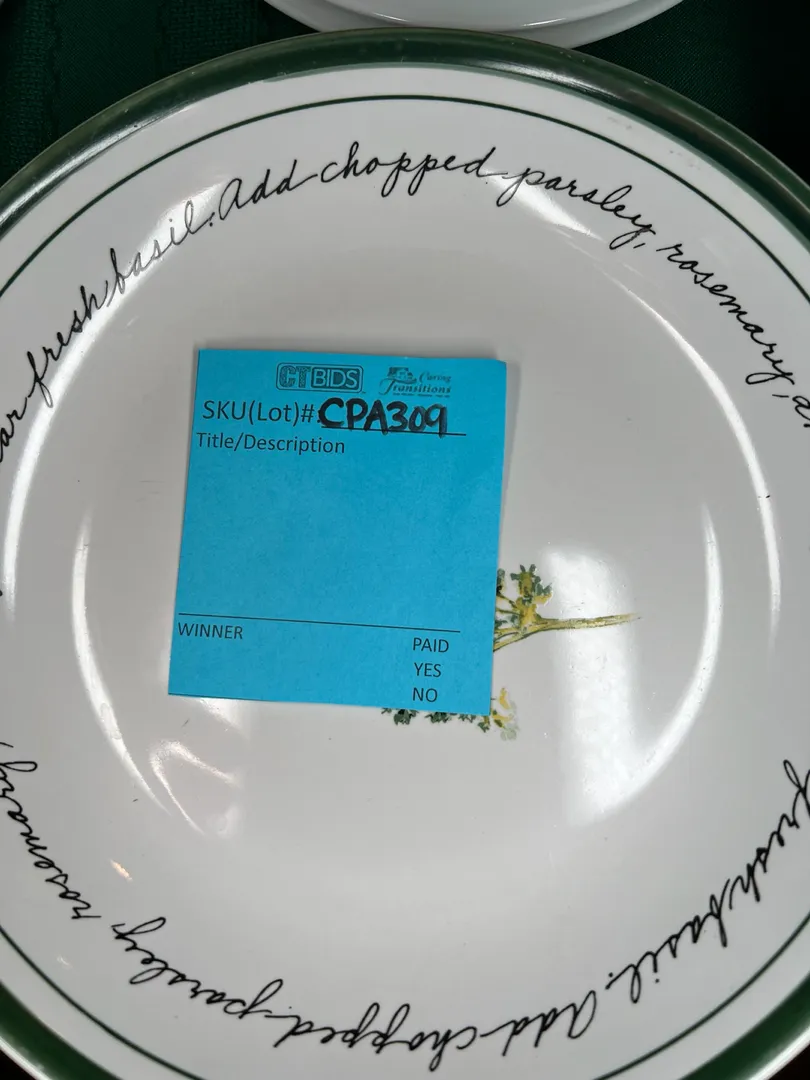 ar fresh basil. Add chopped parsley, rosemary, a
CTBIDS
Caring
Transitions
SKU(Lot)#: CPA309
Title/Description
WINNER
PAID
YES
NO
fresh basil. Add chopped parsley, rosemary,